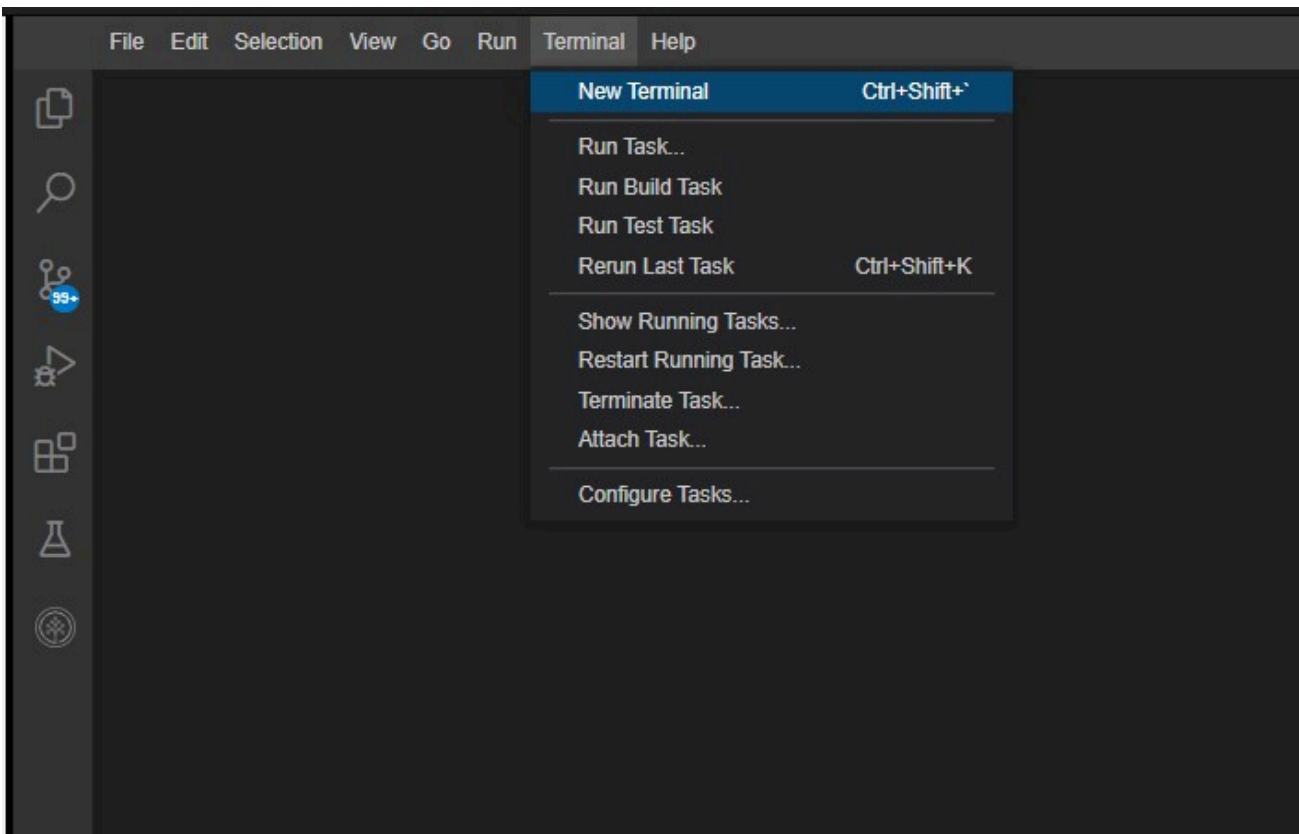 File Edit Selection View Go Run Terminal Help
New Terminal Ctrl+Shift+`
Run Task...
Run Build Task
Run Test Task
Rerun Last Task Ctrl+Shift+K
99+
Show Running Tasks...
Restart Running Task...
Terminate Task...
Attach Task...
Configure Tasks...